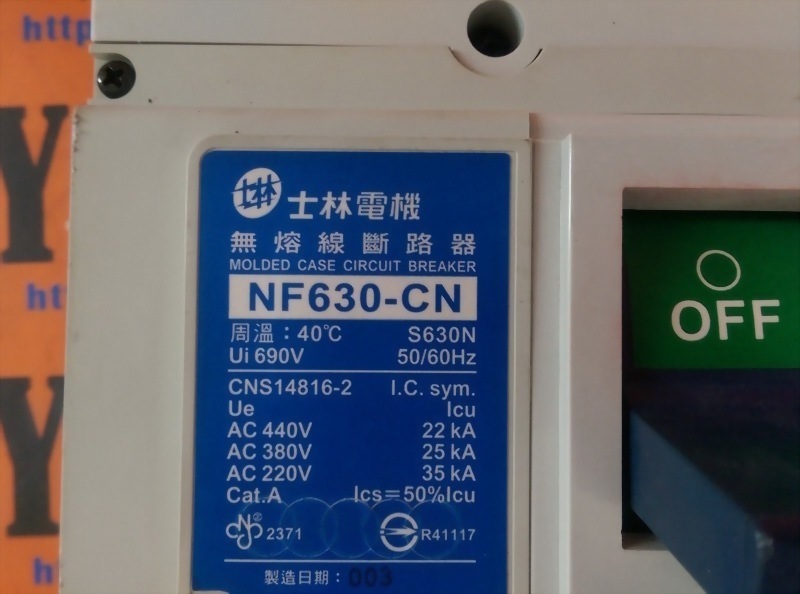 士林電機
無熔線斷路器
MOLDED CASE CIRCUIT BREAKER
NF630-CN
周溫：40℃ S630N
Ui 690V 50/60Hz
CNS14816-2 I.C. sym.
Ue Icu
AC 440V 22 kA
AC 380V 25 kA
AC 220V 35 kA
Cat.A Ics=50%Icu
2371 R41117
製造日期：003
OFF
http
Y
ht
Y
h